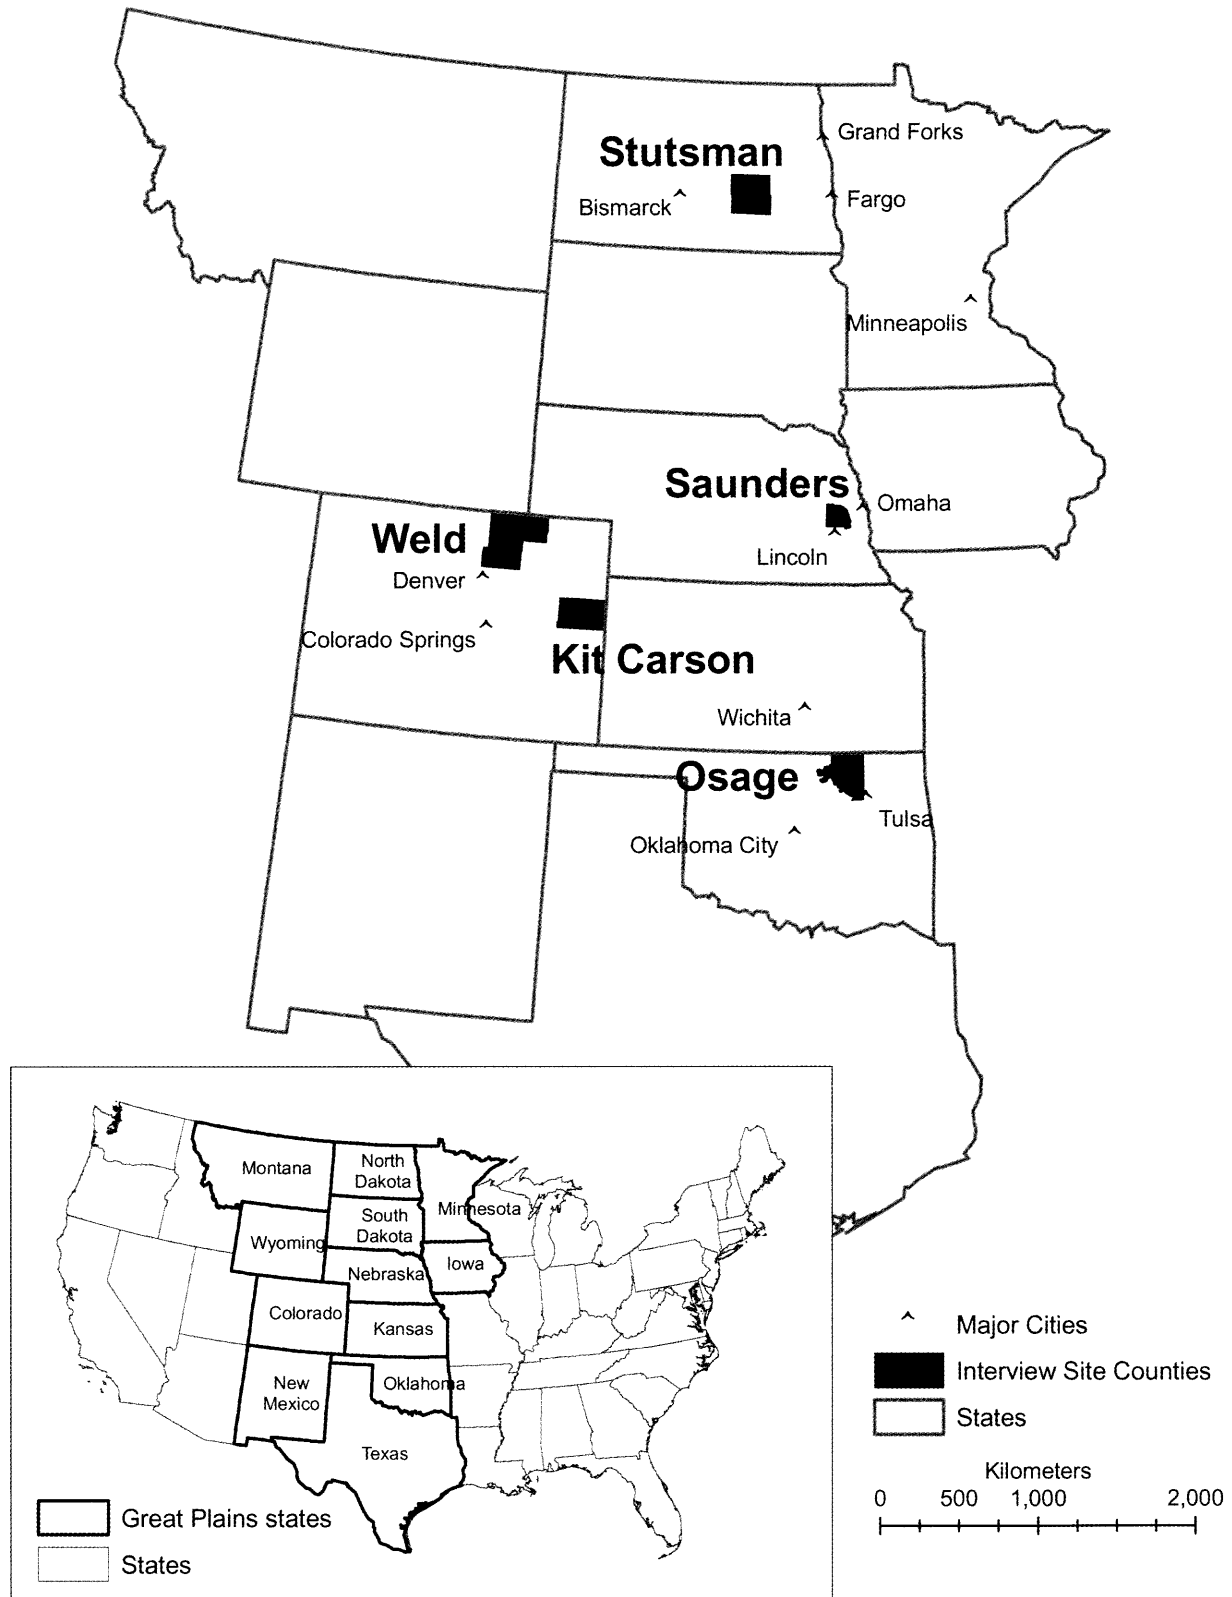 Grand Forks
Stutsman
Bismarck
Fargo
Minneapolis
Saunders
Omaha
Weld
Lincoln
Denver
Colorado Springs
Kit Carson
Wichita
Osage
Tulsa
Oklahoma City
Montana
North
Dakota
Minnesota
South
Dakota
Wyoming
Iowa
Nebraska
Colorado
Kansas
New
Mexico
Oklahoma
Texas
Great Plains states
States
Major Cities
Interview Site Counties
States
Kilometers
0 500 1,000 2,000